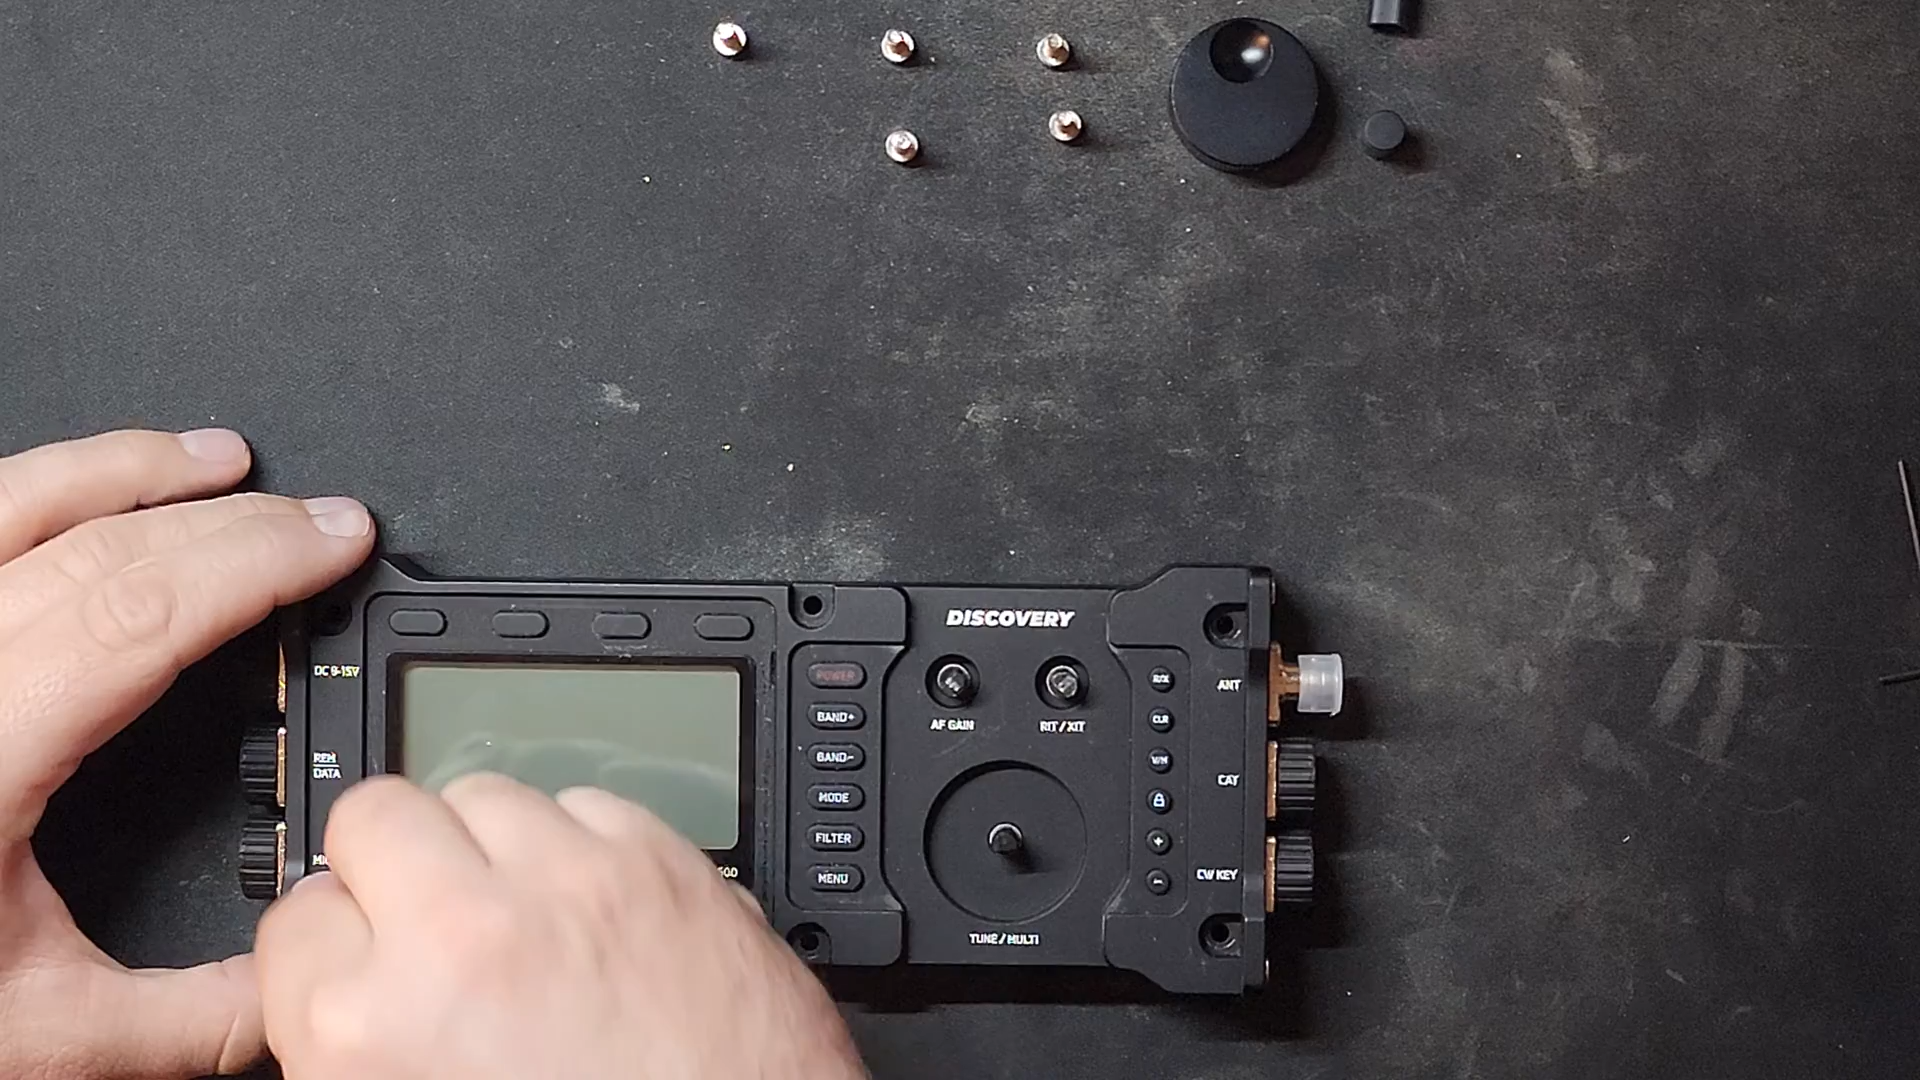 DISCOVERY
DC 9-15V
POWER
R/X
ANT
BAND+
AF GAIN
RIT / XIT
CLR
REM
DATA
BAND-
V/M
CAT
MODE
FILTER
+
MENU
-
CW KEY
TUNE / MULTI